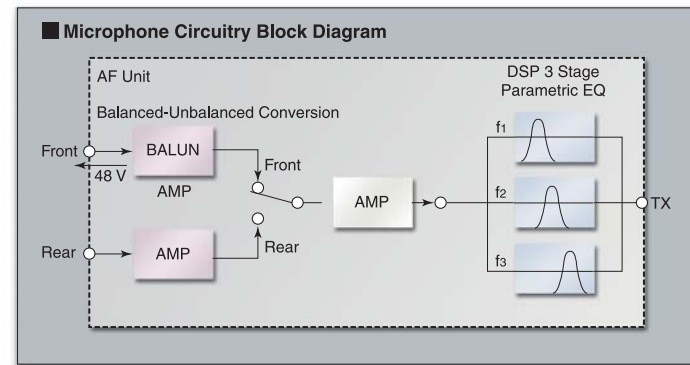 Microphone Circuitry Block Diagram
AF Unit
DSP 3 Stage
Parametric EQ
Balanced-Unbalanced Conversion
Front
48 V
BALUN
AMP
Front
AMP
f1
f2
f3
TX
Rear
AMP
Rear